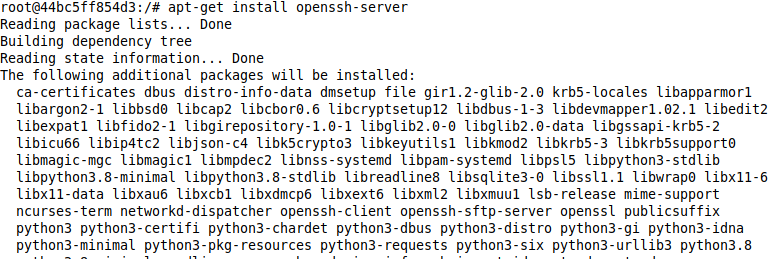 root@44bc5ff854d3:/# apt-get install openssh-server
Reading package lists... Done
Building dependency tree
Reading state information... Done
The following additional packages will be installed:
  ca-certificates dbus distro-info-data dmsetup file gir1.2-glib-2.0 krb5-locales libapparmor1
  libargon2-1 libbsd0 libcap2 libcbor0.6 libcryptsetup12 libdbus-1-3 libdevmapper1.02.1 libedit2
  libexpat1 libfido2-1 libgirepository-1.0-1 libglib2.0-0 libglib2.0-data libgssapi-krb5-2
  libicu66 libip4tc2 libjson-c4 libk5crypto3 libkeyutils1 libkmod2 libkrb5-3 libkrb5support0
  libmagic-mgc libmagic1 libmpdec2 libnss-systemd libpam-systemd libpsl5 libpython3-stdlib
  libpython3.8-minimal libpython3.8-stdlib libreadline8 libsqlite3-0 libssl1.1 libwrap0 libx11-6
  libx11-data libxau6 libxcb1 libxdmcp6 libxext6 libxml2 libxmuu1 lsb-release mime-support
  ncurses-term networkd-dispatcher openssh-client openssh-sftp-server openssl publicsuffix
  python3 python3-certifi python3-chardet python3-dbus python3-distro python3-gi python3-idna
  python3-minimal python3-pkg-resources python3-requests python3-six python3-urllib3 python3.8